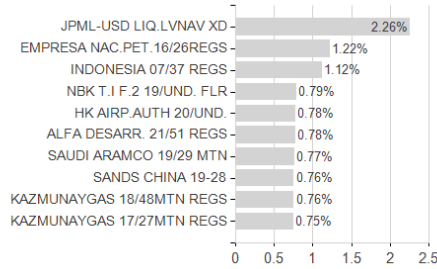 JPML-USD LIQ.LVNAV XD 2.26%
EMPRESA NAC.PET.16/26REGS 1.22%
INDONESIA 07/37 REGS 1.12%
NBK T.I F.2 19/UND. FLR 0.79%
HK AIRP.AUTH 20/UND. 0.78%
ALFA DESARR. 21/51 REGS 0.78%
SAUDI ARAMCO 19/29 MTN 0.77%
SANDS CHINA 19-28 0.76%
KAZMUNAYGAS 18/48MTN REGS 0.76%
KAZMUNAYGAS 17/27MTN REGS 0.75%
0 0.5 1 1.5 2 2.5